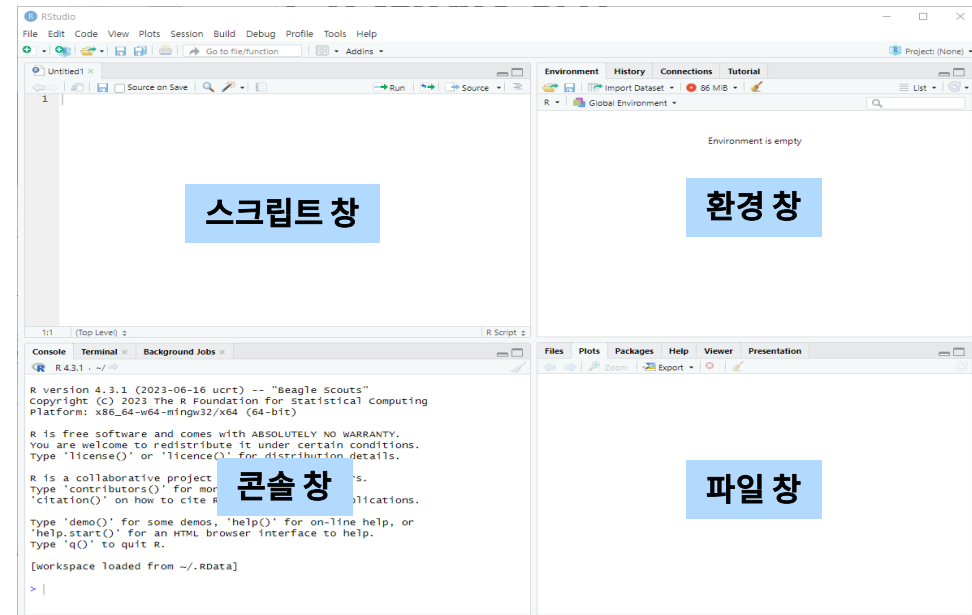 RStudio
File Edit Code View Plots Session Build Debug Profile Tools Help
Go to file/function Addins Project: (None)
Untitled1
Source on Save Run Source
1
스크립트 창
1:1 (Top Level) R Script
Environment History Connections Tutorial
Import Dataset 86 MiB List
R Global Environment
Environment is empty
환경 창
Console Terminal Background Jobs
R 4.3.1 · ~/
R version 4.3.1 (2023-06-16 ucrt) -- "Beagle Scouts"
Copyright (C) 2023 The R Foundation for Statistical Computing
Platform: x86_64-w64-mingw32/x64 (64-bit)
R is free software and comes with ABSOLUTELY NO WARRANTY.
You are welcome to redistribute it under certain conditions.
Type 'license()' or 'licence()' for distribution details.
R is a collaborative project
Type 'contributors()' for
'citation()' on how to cite R
콘솔 창
Type 'demo()' for some demos, 'help()' for on-line help, or
'help.start()' for an HTML browser interface to help.
Type 'q()' to quit R.
[Workspace loaded from ~/.RData]
>
Files Plots Packages Help Viewer Presentation
Zoom Export
파일 창